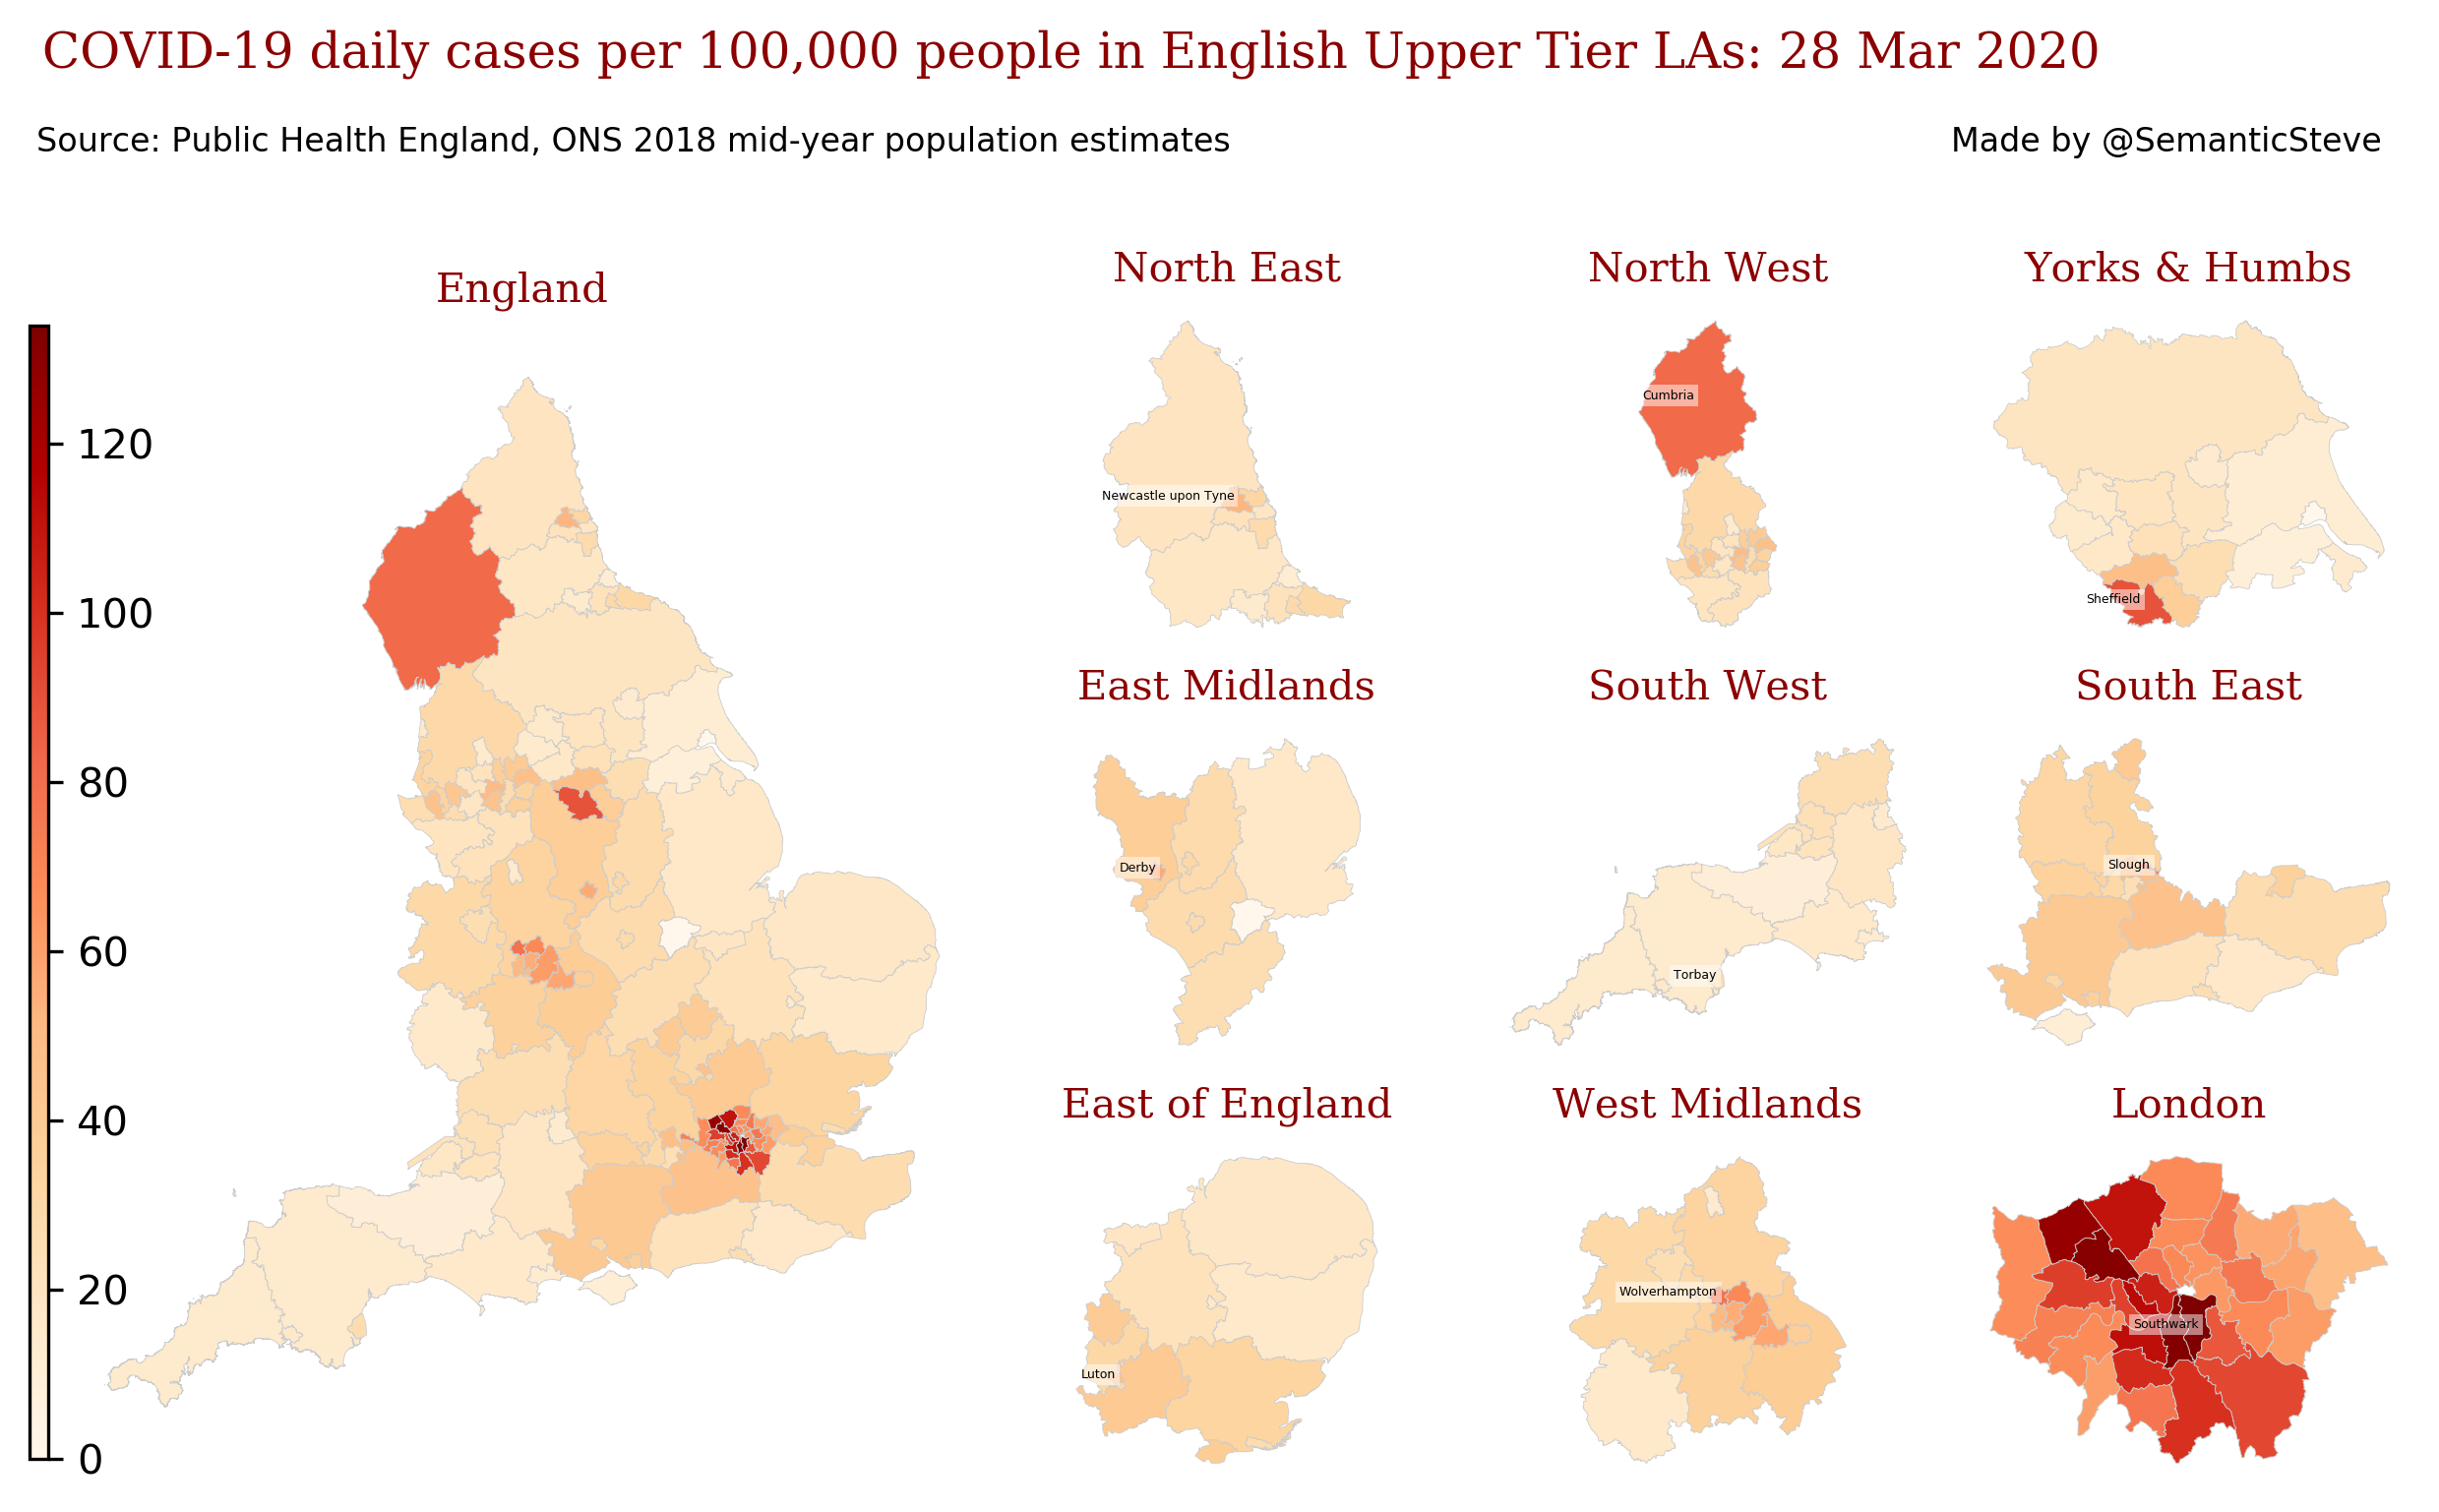 COVID-19 daily cases per 100,000 people in English Upper Tier LAs: 28 Mar 2020
Source: Public Health England, ONS 2018 mid-year population estimates
Made by @SemanticSteve
England
120
100
80
60
40
20
0
North East
Newcastle upon Tyne
North West
Cumbria
Yorks & Humbs
Sheffield
East Midlands
Derby
South West
Torbay
South East
Slough
East of England
Luton
West Midlands
Wolverhampton
London
Southwark